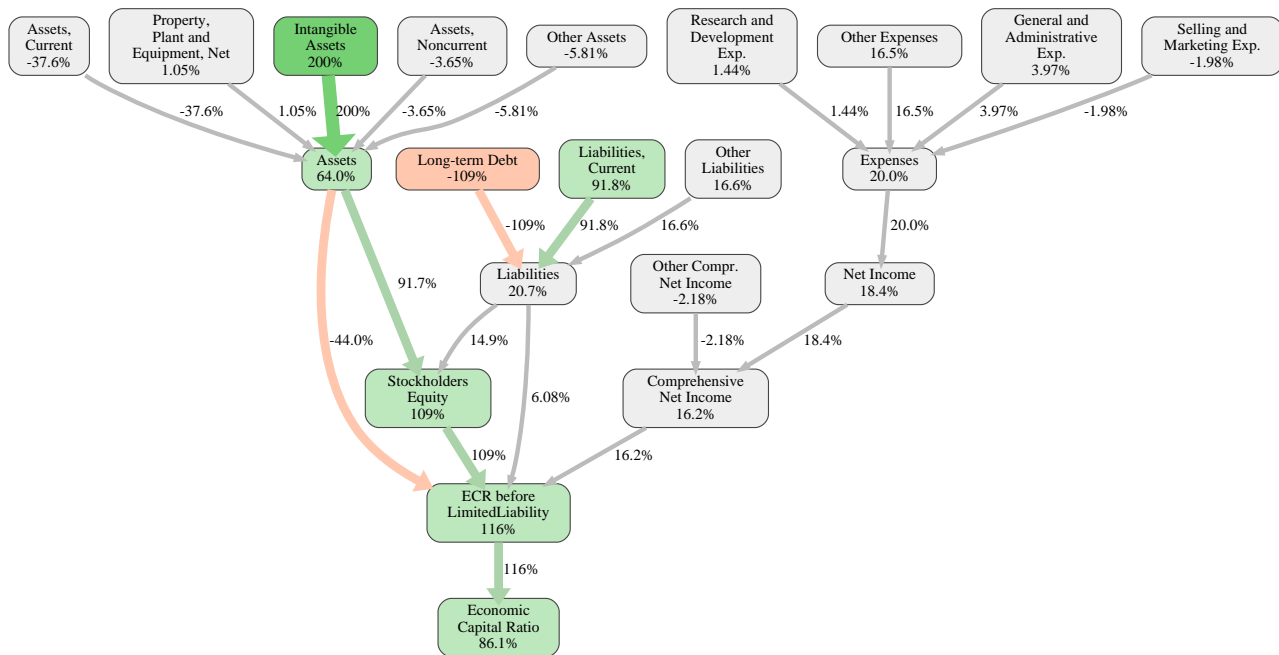 Assets,
Current
-37.6%
Property,
Plant and
Equipment, Net
1.05%
Intangible
Assets
200%
Assets,
Noncurrent
-3.65%
Other Assets
-5.81%
Research and
Development
Exp.
1.44%
Other Expenses
16.5%
General and
Administrative
Exp.
3.97%
Selling and
Marketing Exp.
-1.98%
-37.6%
1.05%
200%
-3.65%
-5.81%
1.44%
16.5%
3.97%
-1.98%
Assets
64.0%
Long-term Debt
-109%
Liabilities,
Current
91.8%
Other
Liabilities
16.6%
Expenses
20.0%
-109%
91.8%
16.6%
20.0%
91.7%
Liabilities
20.7%
Other Compr.
Net Income
-2.18%
Net Income
18.4%
-44.0%
14.9%
-2.18%
18.4%
Stockholders
Equity
109%
6.08%
Comprehensive
Net Income
16.2%
109%
16.2%
ECR before
LimitedLiability
116%
116%
Economic
Capital Ratio
86.1%